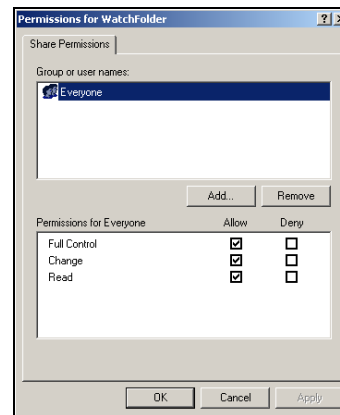 Permissions for WatchFolder
Share Permissions
Group or user names:
Everyone
Add... Remove
Permissions for Everyone Allow Deny
Full Control
Change
Read
OK Cancel Apply